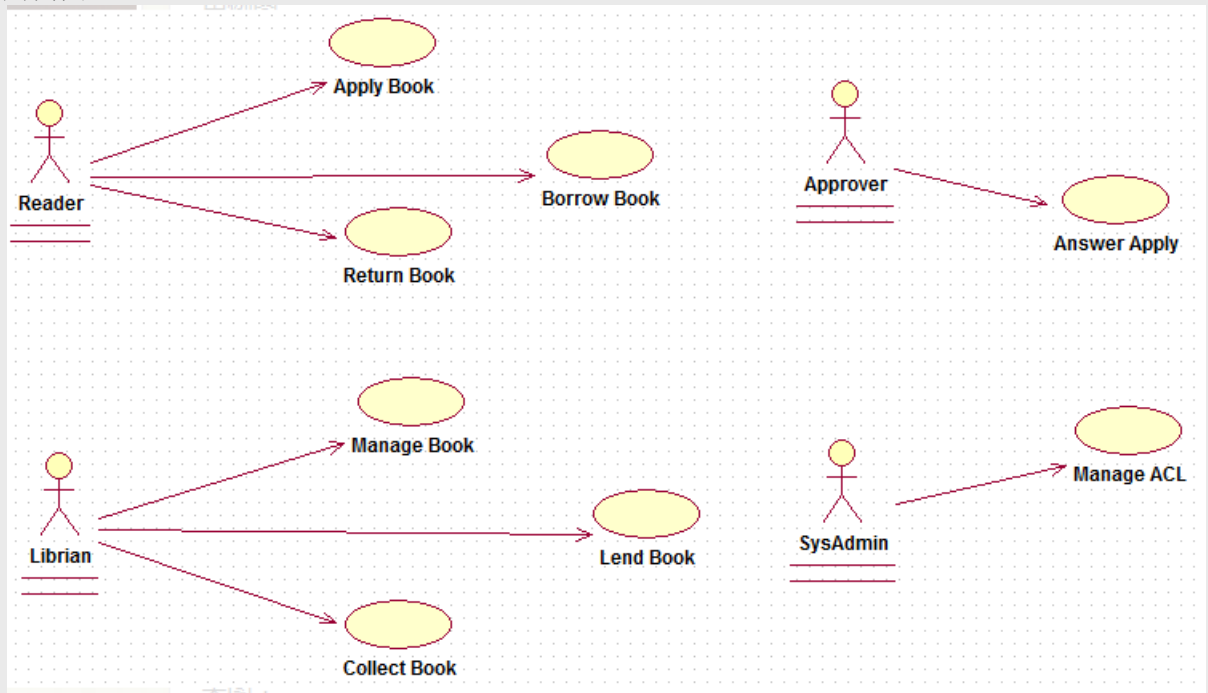 Apply Book
Reader
Borrow Book
Return Book
Approver
Answer Apply
Manage Book
Librian
Lend Book
Collect Book
Manage ACL
SysAdmin